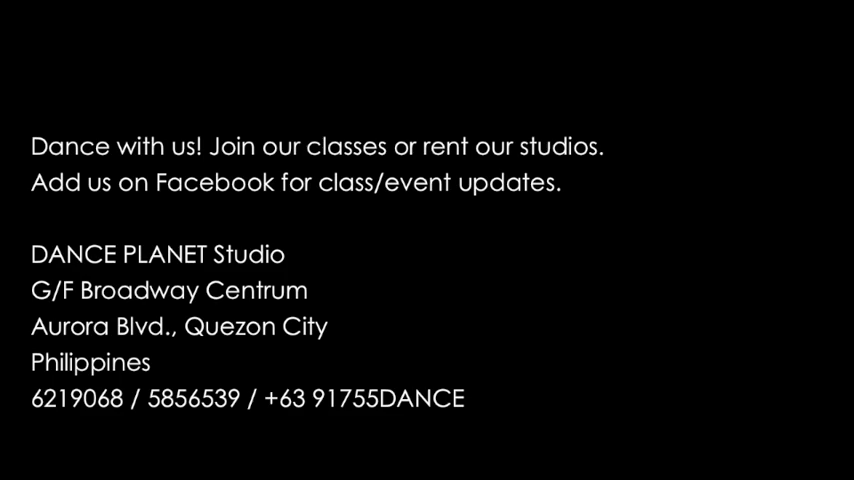 Dance with us! Join our classes or rent our studios.
Add us on Facebook for class/event updates.
DANCE PLANET Studio
G/F Broadway Centrum
Aurora Blvd., Quezon City
Philippines
6219068 / 5856539 / +63 91755DANCE